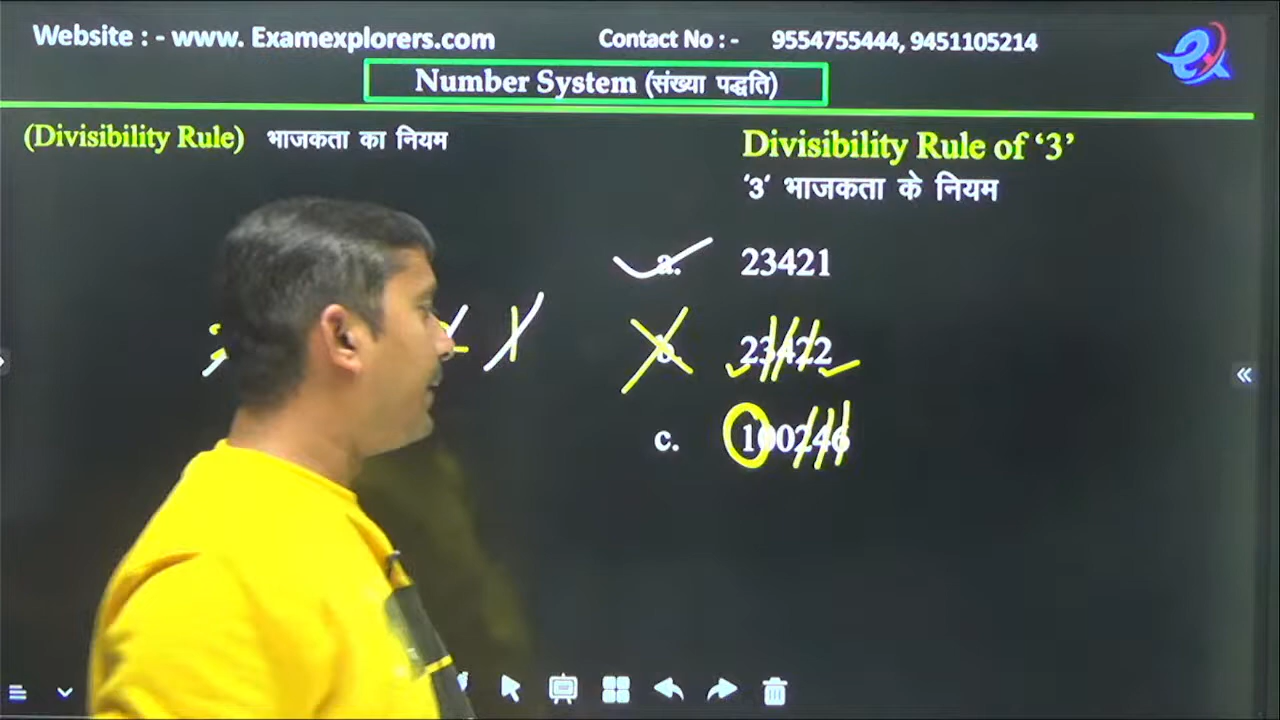 Website : - www. Examexplorers.com
Contact No : - 9554755444, 9451105214
Number System (संख्या पद्धति)
(Divisibility Rule) भाजकता का नियम
Divisibility Rule of ‘3’
‘3‘ भाजकता के नियम
a. 23421
b. 23422
c. 100246